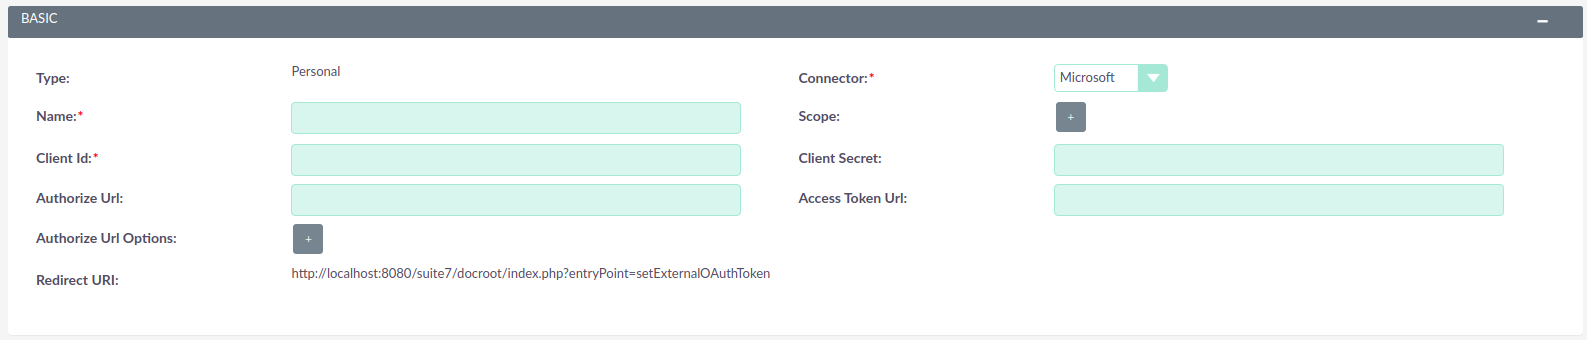 BASIC
Type: Personal Connector:* Microsoft
Name:* Scope: +
Client Id:* Client Secret:
Authorize Url: Access Token Url:
Authorize Url Options: +
Redirect URI: http://localhost:8080/suite7/docroot/index.php?entryPoint=setExternalOAuthToken